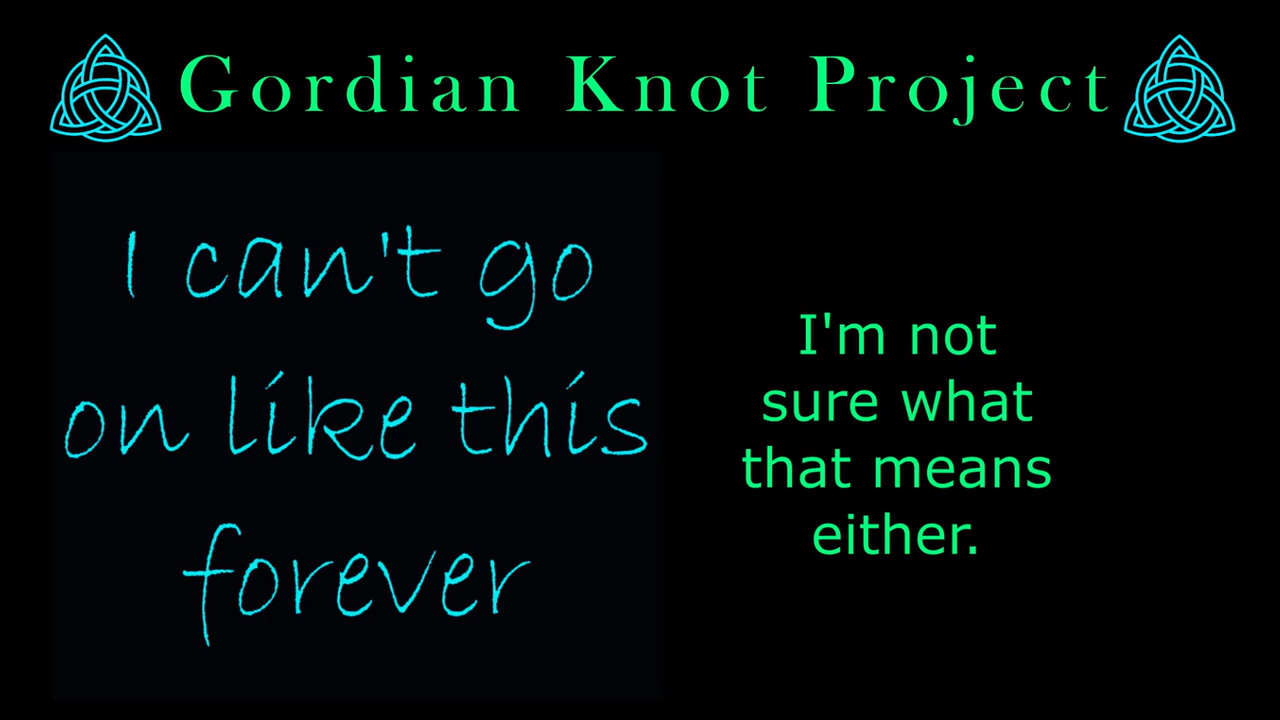 Gordian Knot Project
I can't go
on like this
forever
I'm not
sure what
that means
either.